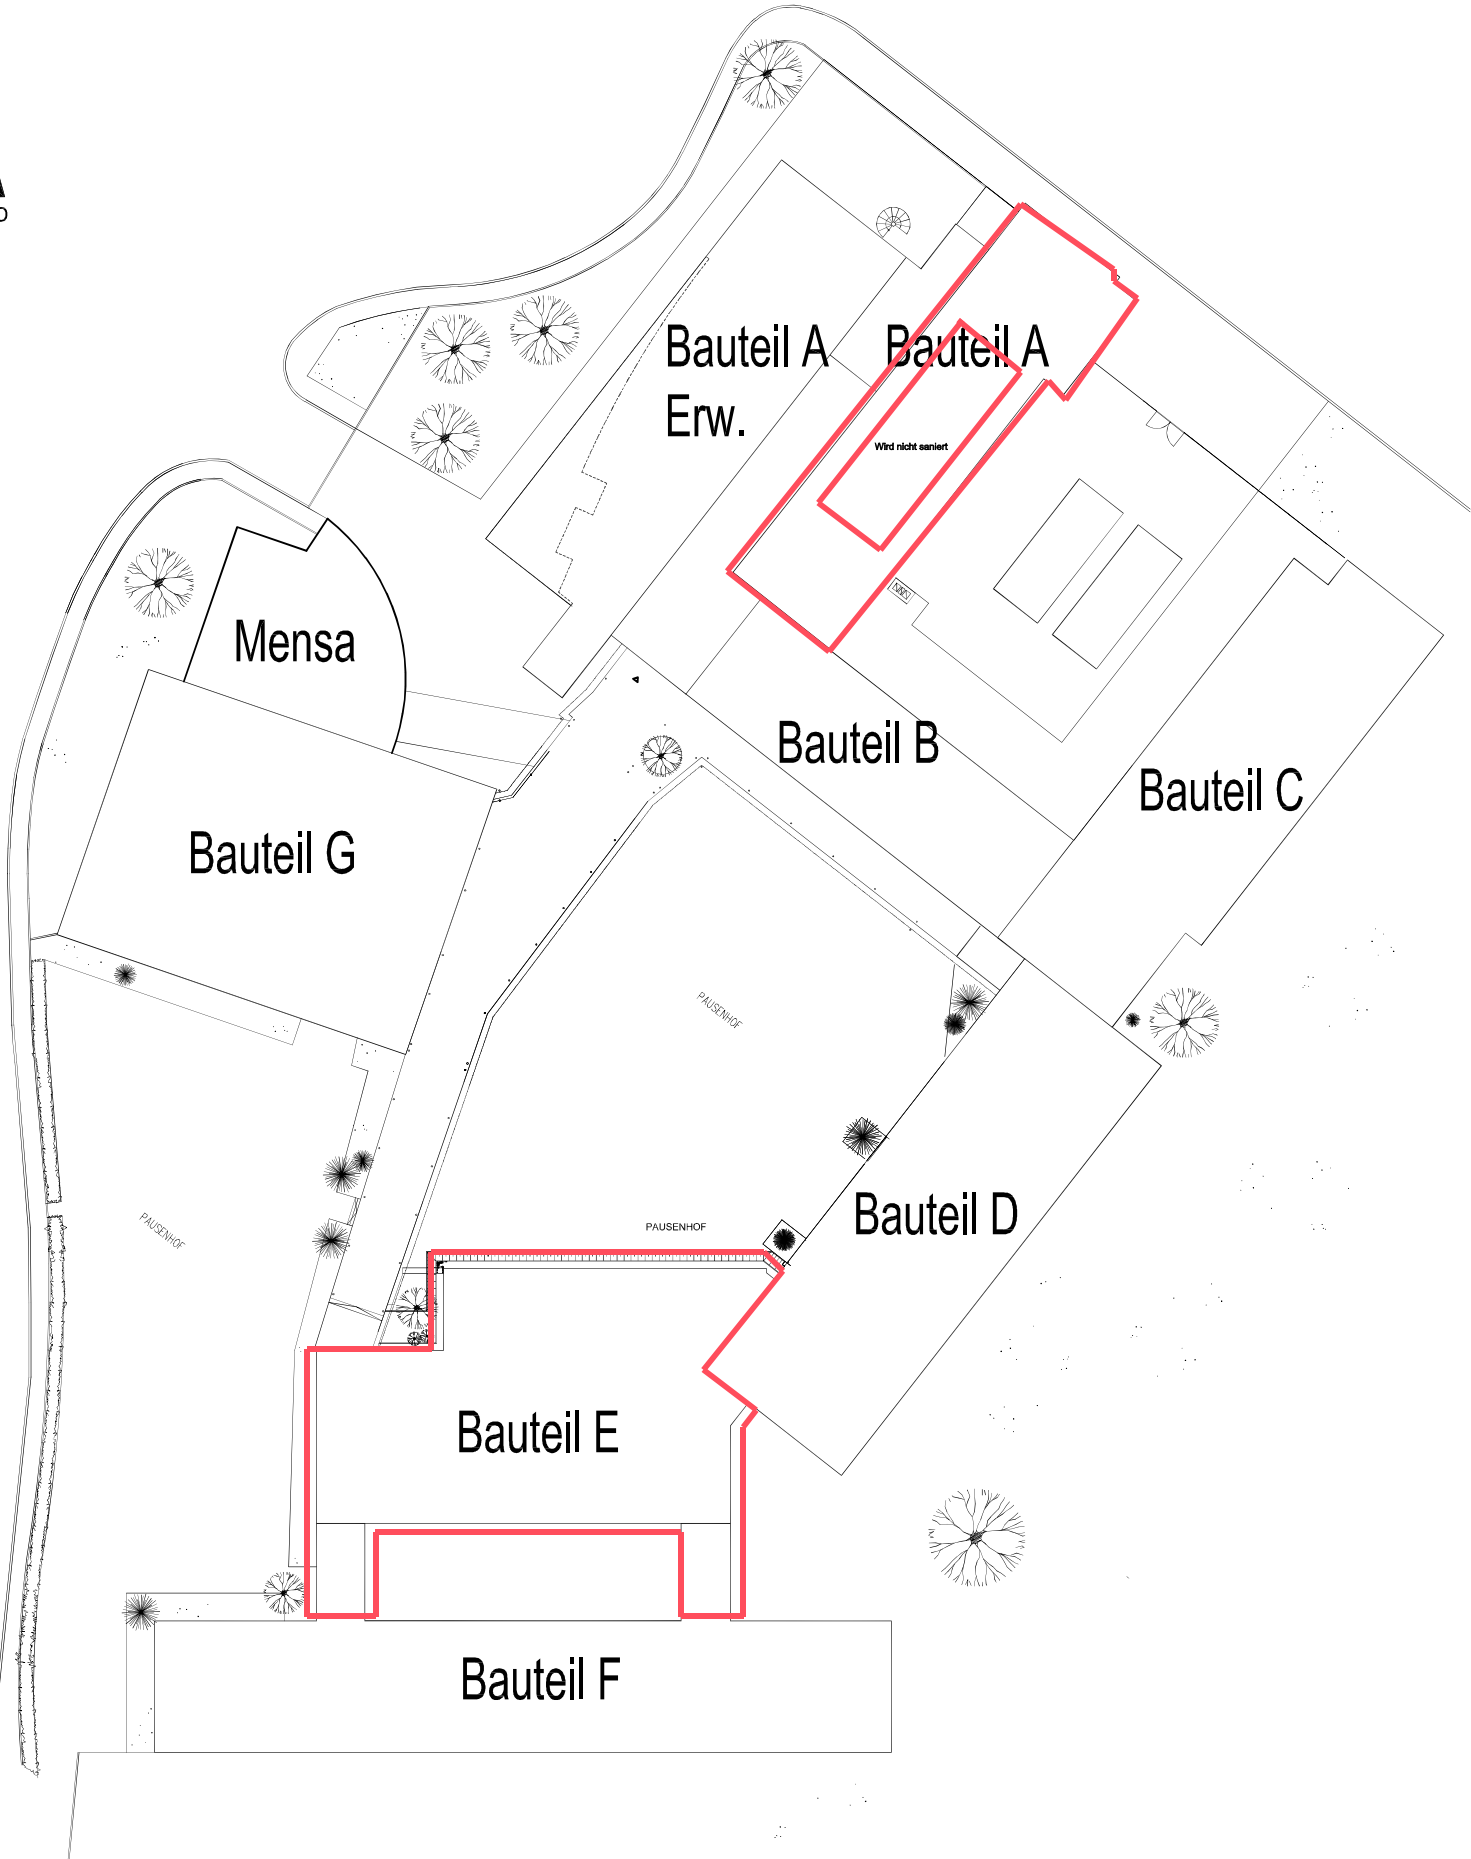 Bauteil A
Erw.
Bauteil A
Wird nicht saniert
Mensa
Bauteil B
Bauteil C
Bauteil G
PAUSENHOF
PAUSENHOF
PAUSENHOF
Bauteil D
Bauteil E
Bauteil F